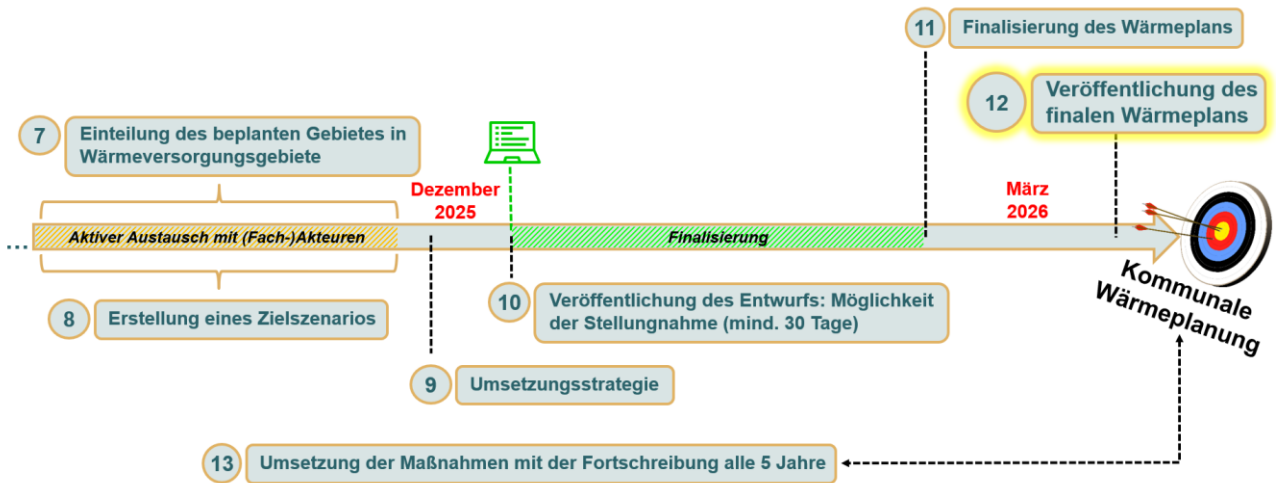 11 Finalisierung des Wärmeplans
12 Veröffentlichung des
finalen Wärmeplans
7 Einteilung des beplanten Gebietes in
Wärmeversorgungsgebiete
Dezember
2025
März
2026
...
Aktiver Austausch mit (Fach-)Akteuren
Finalisierung
Kommunale
Wärmeplanung
8 Erstellung eines Zielszenarios
10 Veröffentlichung des Entwurfs: Möglichkeit
der Stellungnahme (mind. 30 Tage)
9 Umsetzungsstrategie
13 Umsetzung der Maßnahmen mit der Fortschreibung alle 5 Jahre